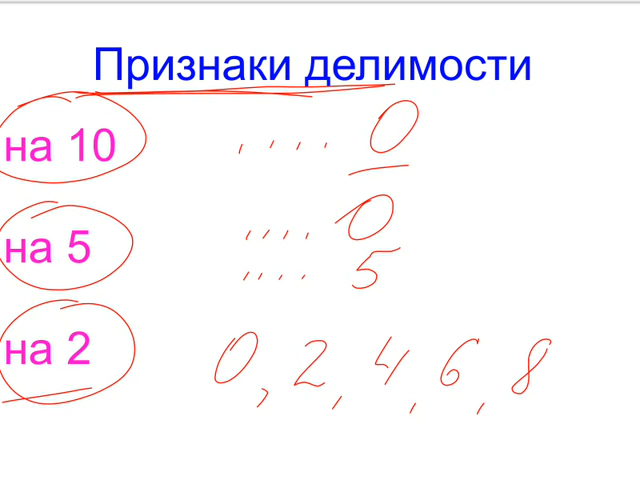 Признаки делимости
на 10 , , , , 0
на 5 , , , , 0
, , , , 5
на 2 0, 2, 4, 6, 8